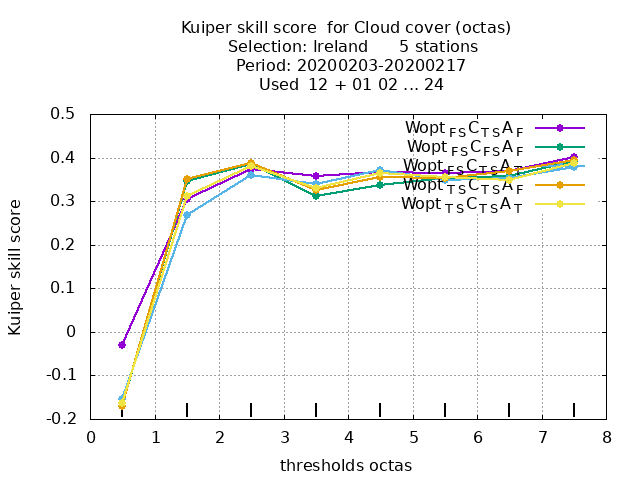 Kuiper skill score for Cloud cover (octas)
Selection: Ireland 5 stations
Period: 20200203-20200217
Used 12 + 01 02 ... 24
Wopt FS C TS A F
Wopt FS C FS A F
Wopt FS C TS A T
Wopt TS C TS A F
Wopt TS C TS A T
Kuiper skill score
0.5
0.4
0.3
0.2
0.1
0
-0.1
-0.2
0 1 2 3 4 5 6 7 8
thresholds octas